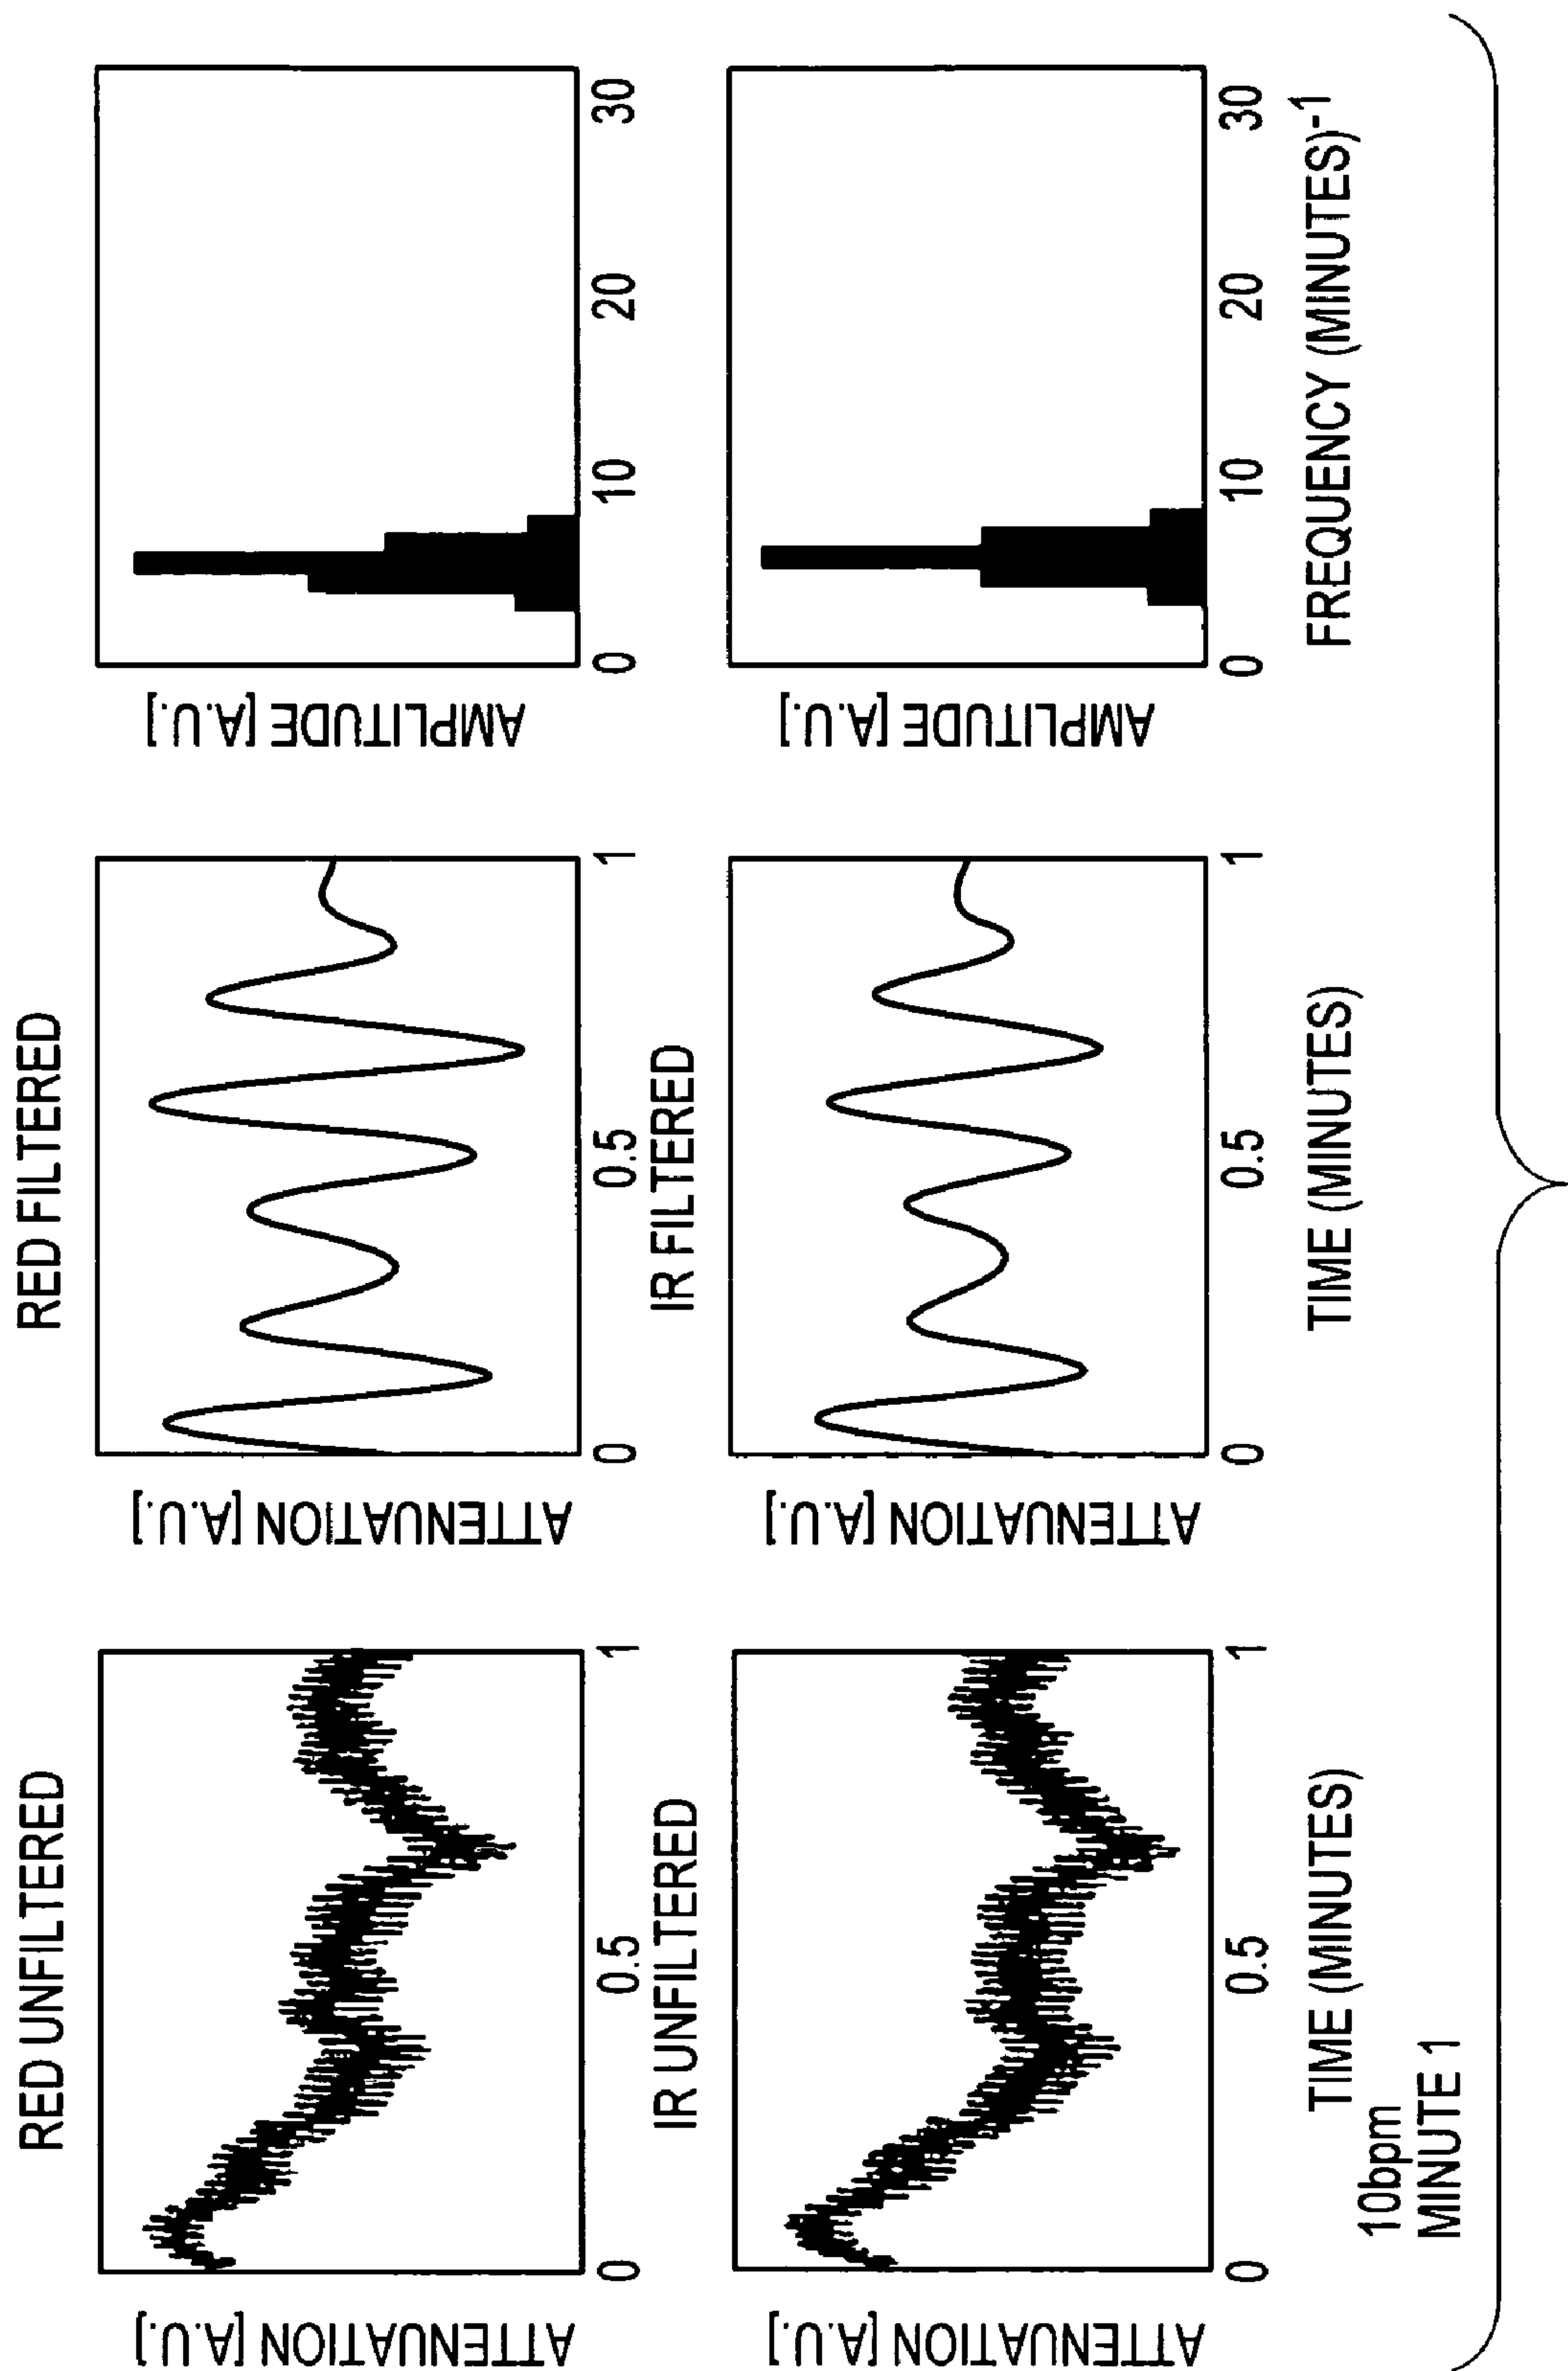 RED UNFILTERED
ATTENUATION [A.U.]
0 0.5 1
RED FILTERED
ATTENUATION [A.U.]
0 0.5 1
AMPLITUDE [A.U.]
0 10 20 30
IR UNFILTERED
ATTENUATION [A.U.]
0 0.5 1
TIME (MINUTES)
IR FILTERED
ATTENUATION [A.U.]
0 0.5 1
TIME (MINUTES)
AMPLITUDE [A.U.]
0 10 20 30
FREQUENCY (MINUTES)-1
10bpm
MINUTE 1